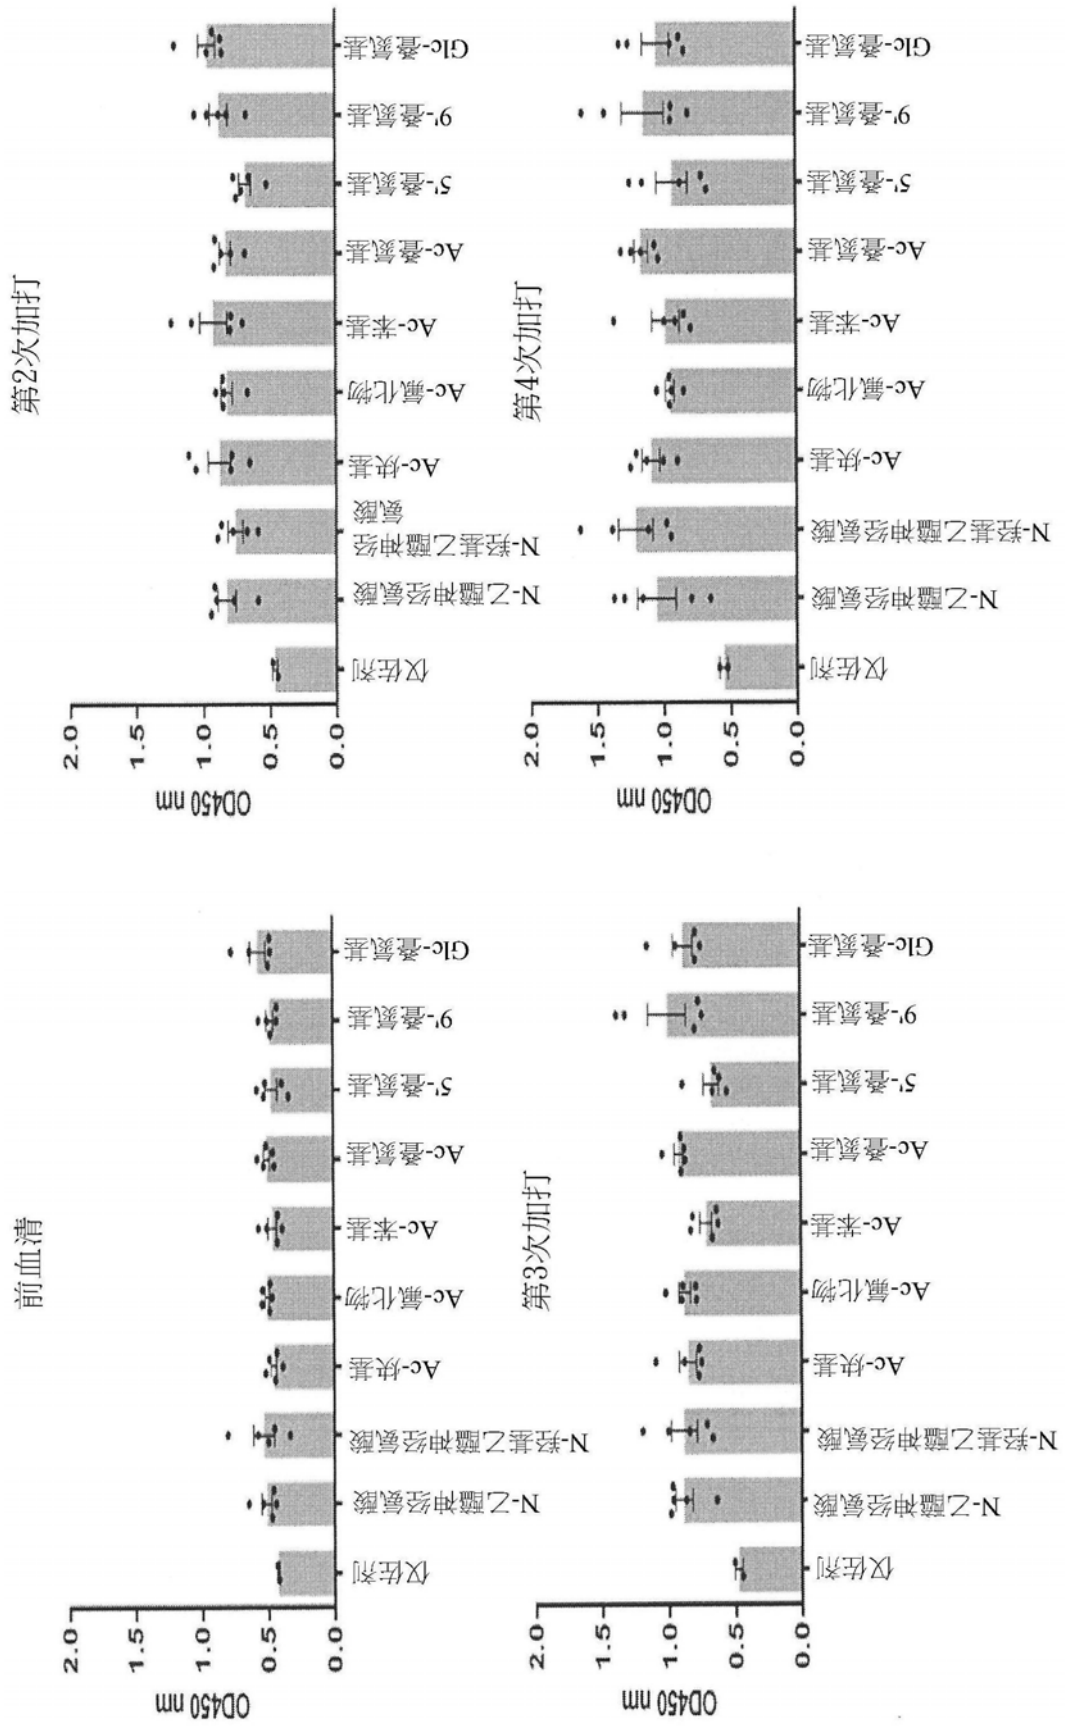 前血清
OD450 nm
2.0
1.5
1.0
0.5
0.0
仅佐剂
N-乙醯神经氨酸
N-羟基乙醯神经氨酸
Ac-炔基
Ac-氟化物
Ac-苯基
Ac-叠氮基
5'-叠氮基
9'-叠氮基
Glc-叠氮基
第2次加打
OD450 nm
2.0
1.5
1.0
0.5
0.0
仅佐剂
N-乙醯神经氨酸
N-羟基乙醯神经
氨酸
Ac-炔基
Ac-氟化物
Ac-苯基
Ac-叠氮基
5'-叠氮基
9'-叠氮基
Glc-叠氮基
第3次加打
OD450 nm
2.0
1.5
1.0
0.5
0.0
仅佐剂
N-乙醯神经氨酸
N-羟基乙醯神经氨酸
Ac-炔基
Ac-氟化物
Ac-苯基
Ac-叠氮基
5'-叠氮基
9'-叠氮基
Glc-叠氮基
第4次加打
OD450 nm
2.0
1.5
1.0
0.5
0.0
仅佐剂
N-乙醯神经氨酸
N-羟基乙醯神经氨酸
Ac-炔基
Ac-氟化物
Ac-苯基
Ac-叠氮基
5'-叠氮基
9'-叠氮基
Glc-叠氮基